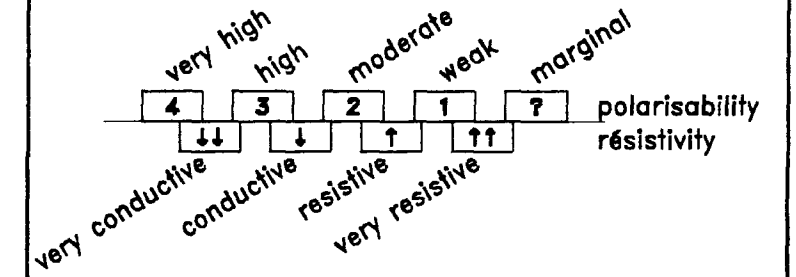 very high high moderate weak marginal
4 3 2 1 ? polarisability
↓↓ ↓ ↑ ↑↑ résistivity
very conductive conductive resistive very resistive